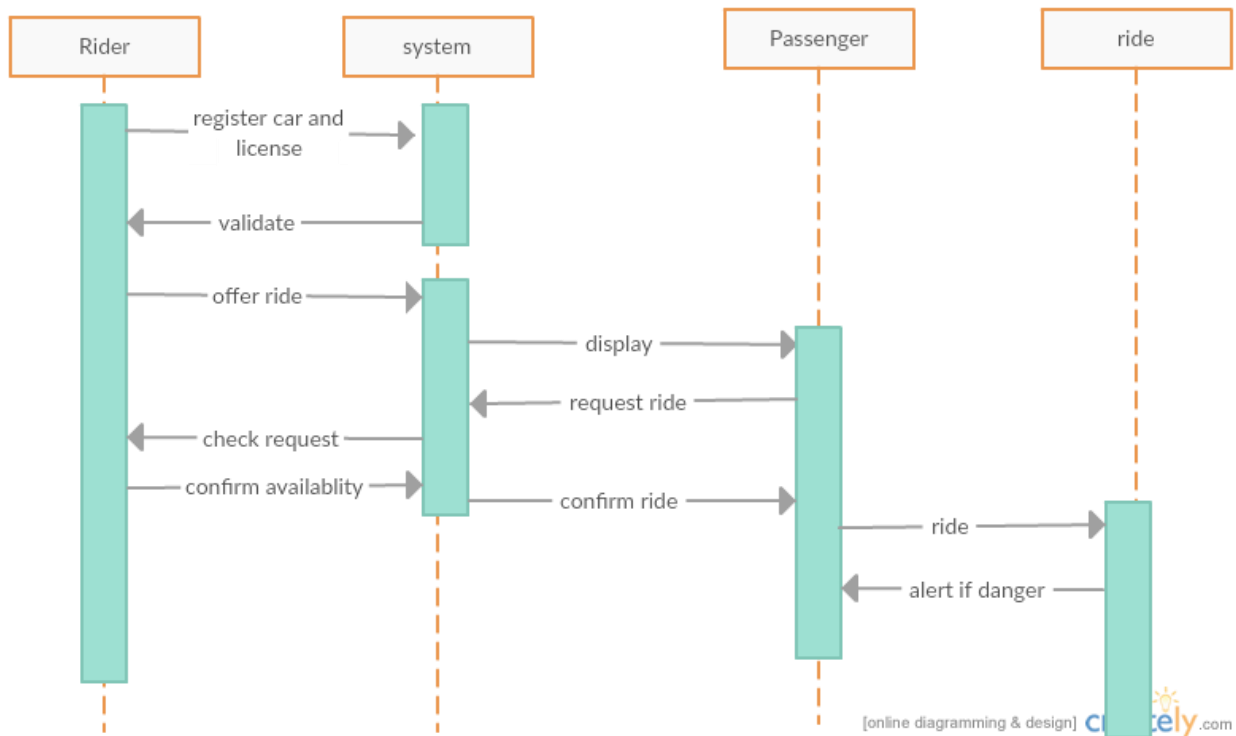 Rider
system
Passenger
ride
register car and
license
validate
offer ride
display
request ride
check request
confirm availablity
confirm ride
ride
alert if danger
[online diagramming & design]
.com